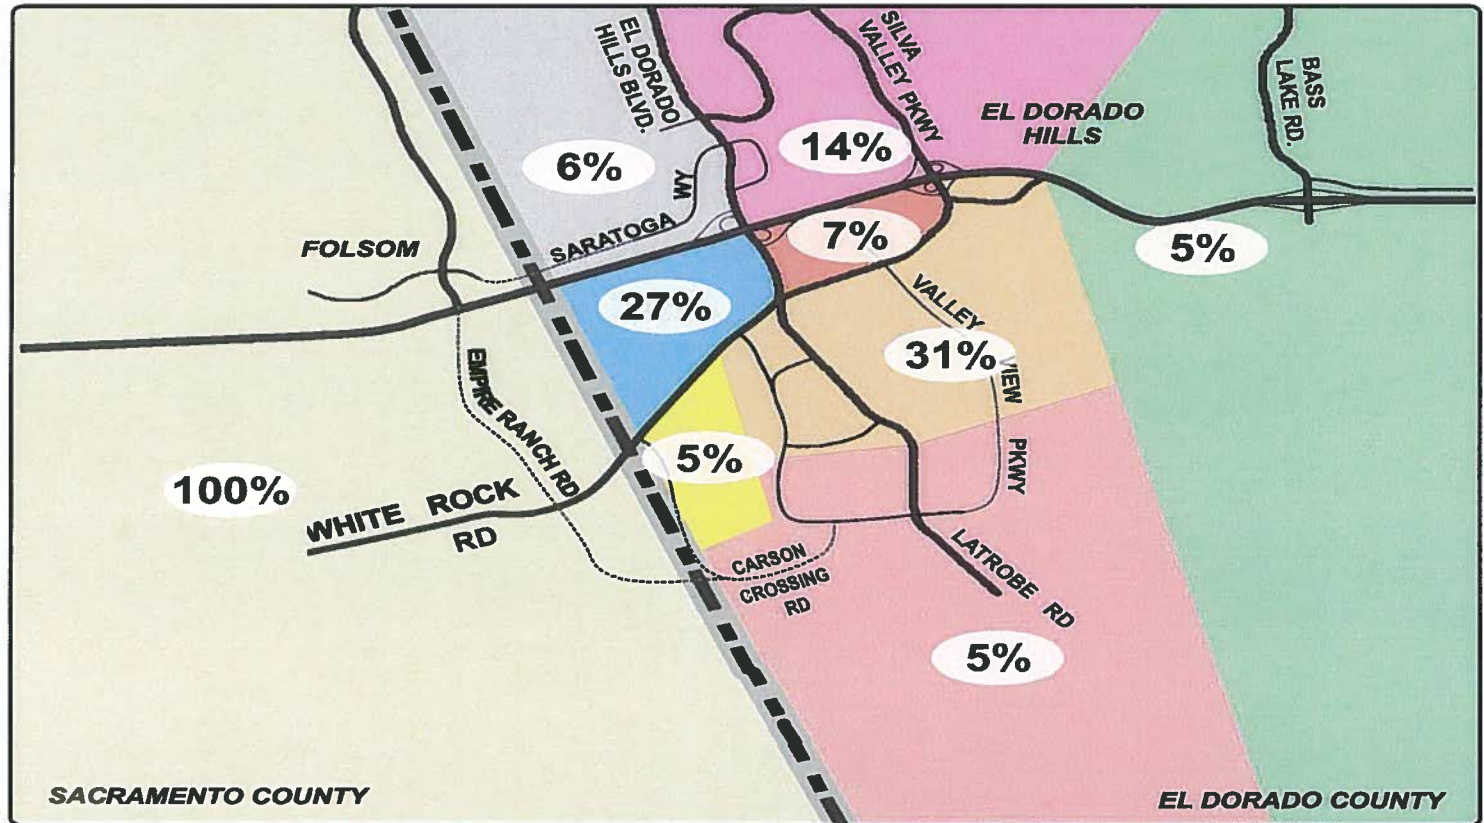 EL DORADO
HILLS BLVD.
SILVA
VALLEY PKWY
EL DORADO
HILLS
BASS
LAKE RD.
6%
14%
WY
SARATOGA
FOLSOM
7%
5%
27%
VALLEY
VIEW
PKWY
31%
EMPIRE RANCH RD
5%
100%
WHITE ROCK
RD
CARSON
CROSSING
RD
LATROBE RD
5%
SACRAMENTO COUNTY
EL DORADO COUNTY